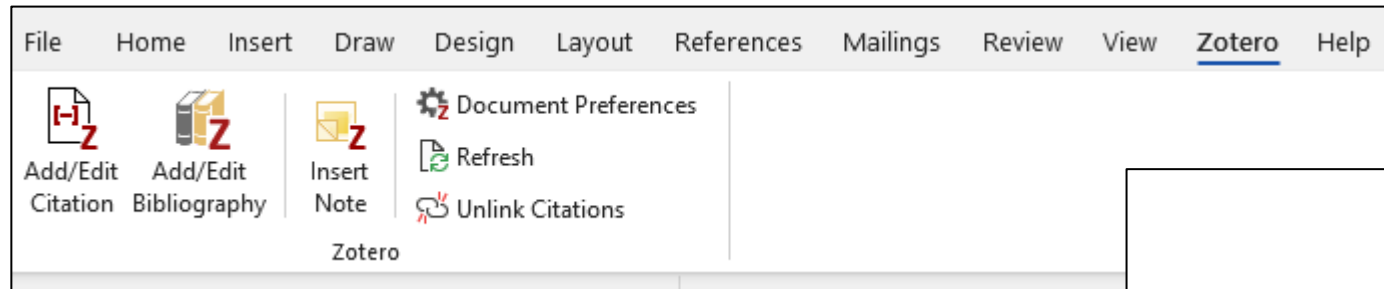 File Home Insert Draw Design Layout References Mailings Review View Zotero Help
Add/Edit
Citation
Add/Edit
Bibliography
Insert
Note
Document Preferences
Refresh
Unlink Citations
Zotero